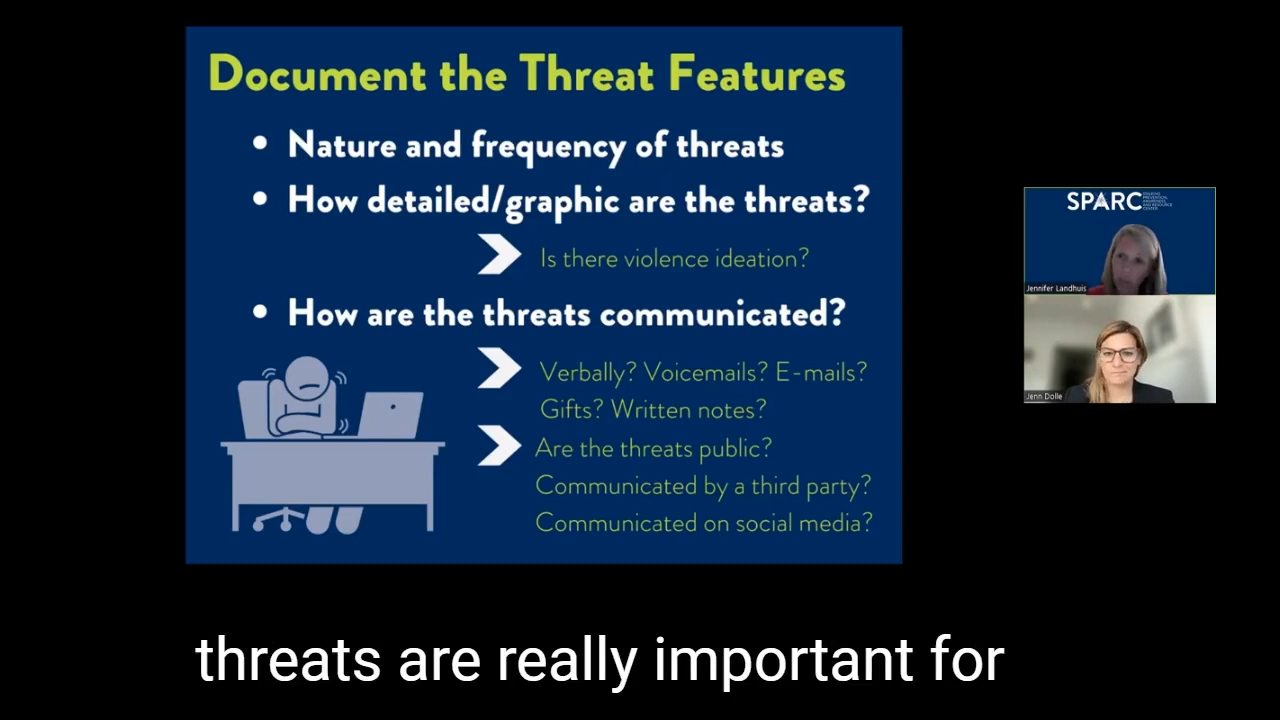 Document the Threat Features
• Nature and frequency of threats
• How detailed/graphic are the threats?
Is there violence ideation?
• How are the threats communicated?
Verbally? Voicemails? E-mails?
Gifts? Written notes?
Are the threats public?
Communicated by a third party?
Communicated on social media?
SPARC
Jennifer Landhuis
Jenn Dolle
threats are really important for